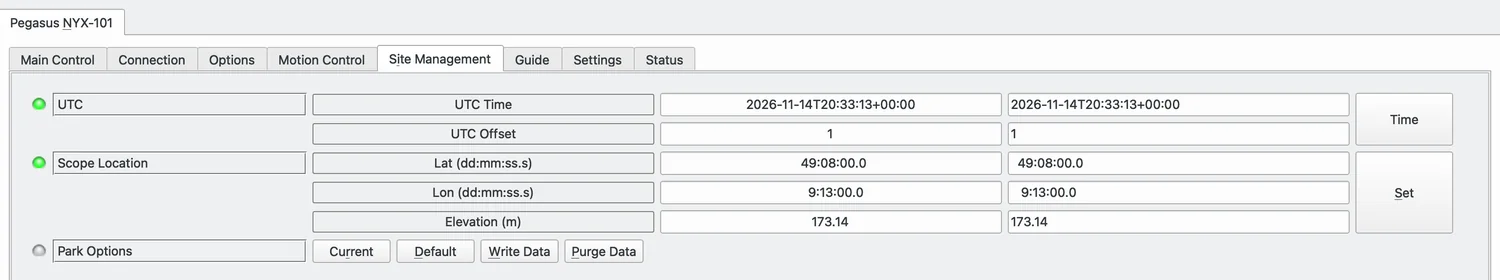 Pegasus NYX-101
Main Control Connection Options Motion Control Site Management Guide Settings Status
UTC UTC Time 2026-11-14T20:33:13+00:00 2026-11-14T20:33:13+00:00 Time
UTC Offset 1 1
Scope Location Lat (dd:mm:ss.s) 49:08:00.0 49:08:00.0 Set
Lon (dd:mm:ss.s) 9:13:00.0 9:13:00.0
Elevation (m) 173.14 173.14
Park Options Current Default Write Data Purge Data